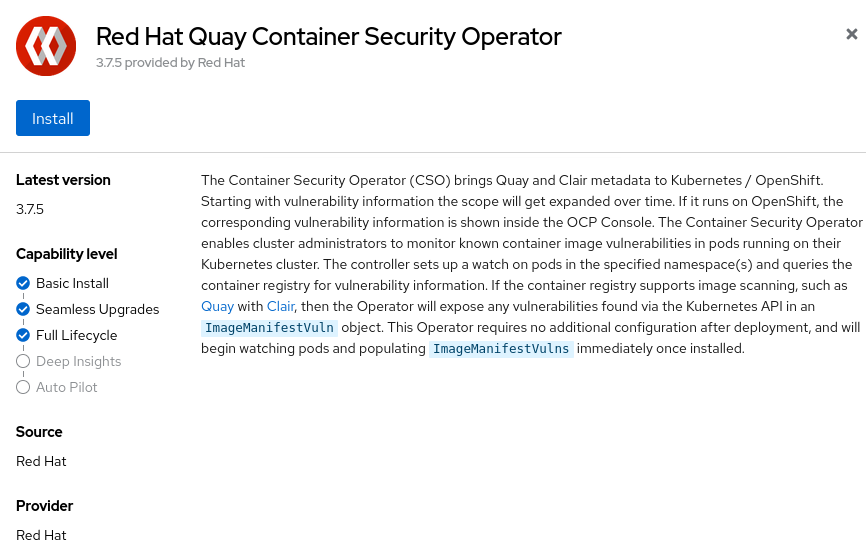 Red Hat Quay Container Security Operator
3.7.5 provided by Red Hat
Install
Latest version
3.7.5
Capability level
Basic Install
Seamless Upgrades
Full Lifecycle
Deep Insights
Auto Pilot
Source
Red Hat
Provider
Red Hat
The Container Security Operator (CSO) brings Quay and Clair metadata to Kubernetes / OpenShift.
Starting with vulnerability information the scope will get expanded over time. If it runs on OpenShift, the
corresponding vulnerability information is shown inside the OCP Console. The Container Security Operator
enables cluster administrators to monitor known container image vulnerabilities in pods running on their
Kubernetes cluster. The controller sets up a watch on pods in the specified namespace(s) and queries the
container registry for vulnerability information. If the container registry supports image scanning, such as
Quay with Clair, then the Operator will expose any vulnerabilities found via the Kubernetes API in an
ImageManifestVuln object. This Operator requires no additional configuration after deployment, and will
begin watching pods and populating ImageManifestVulns immediately once installed.